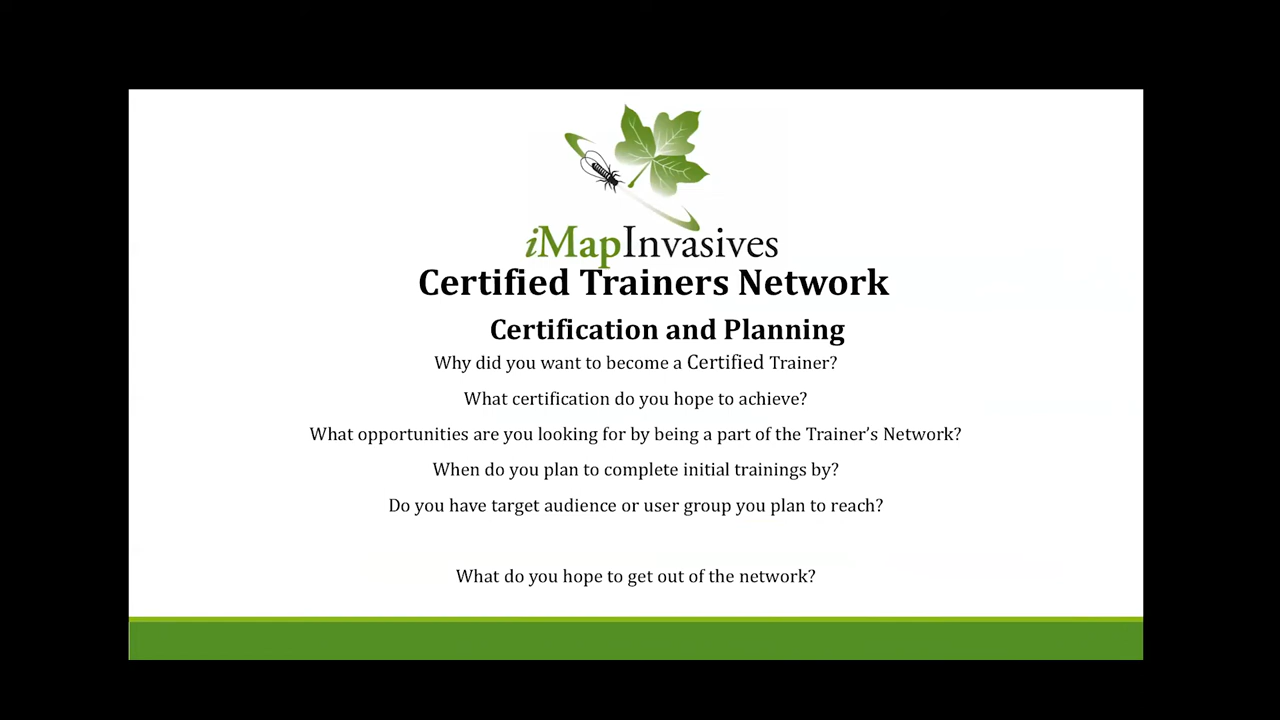 iMapInvasives
Certified Trainers Network
Certification and Planning
Why did you want to become a Certified Trainer?
What certification do you hope to achieve?
What opportunities are you looking for by being a part of the Trainer’s Network?
When do you plan to complete initial trainings by?
Do you have target audience or user group you plan to reach?
What do you hope to get out of the network?